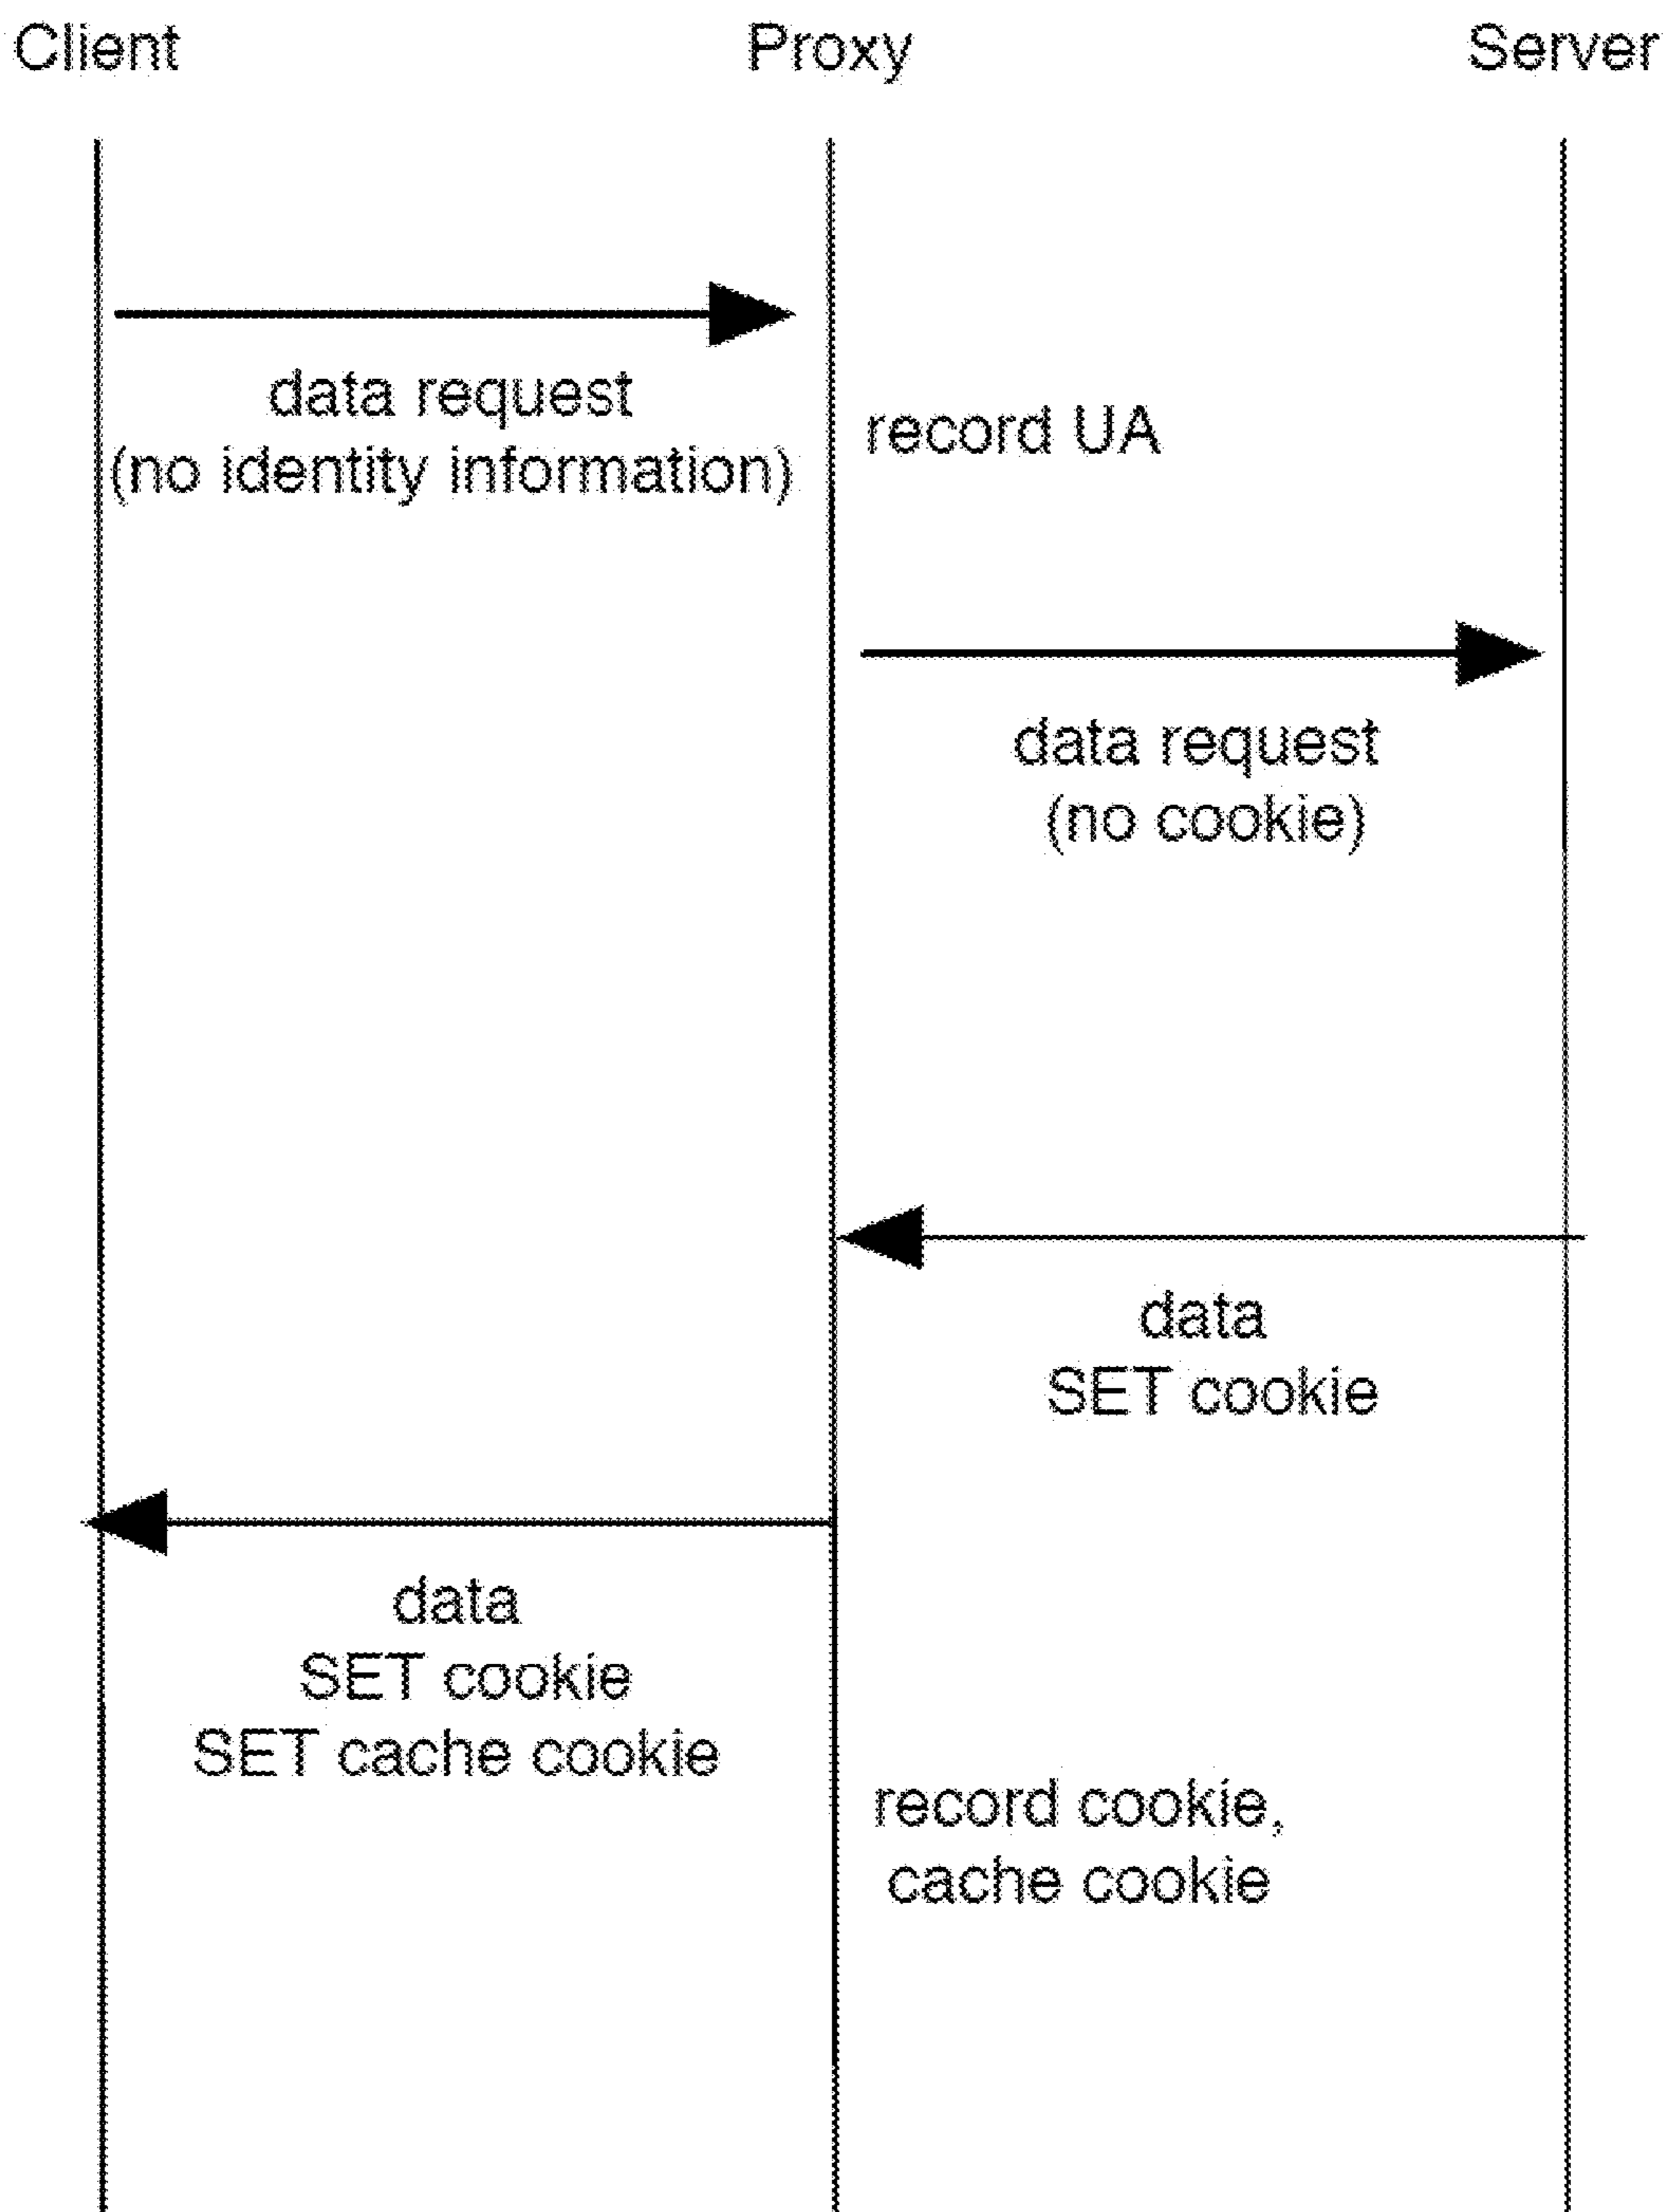 Client
Proxy
Server
data request
(no identity information)
record UA
data request
(no cookie)
data
SET cookie
data
SET cookie
SET cache cookie
record cookie,
cache cookie